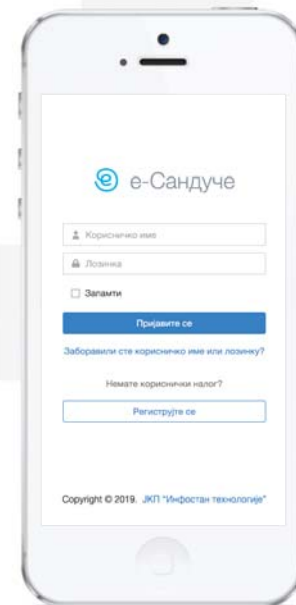 е-Сандуче
Корисничко име
Лозинка
Запамти
Пријавите се
Заборавили сте корисничко име или лозинку?
Немате кориснички налог?
Региструјте се
Copyright © 2019. ЈКП "Инфостан технологије"